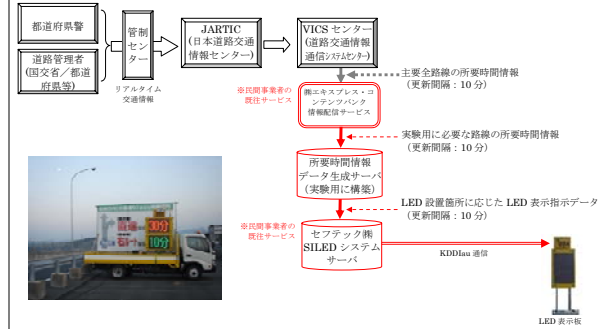 都道府県警
道路管理者
(国交省／都道
府県等)
管制
セン
ター
リアルタイム
交通情報
JARTIC
(日本道路交通
情報センター)
VICS センター
(道路交通情報
通信システムセンター)
主要全路線の所要時間情報
（更新間隔：10 分）
※民間事業者の
既往サービス
㈱エキスプレス・コ
ンテンツバンク
情報配信サービス
実験用に必要な路線の所要時間情報
（更新間隔：10 分）
所要時間情報
データ生成サーバ
(実験用に構築)
LED 設置箇所に応じた LED 表示指示データ
（更新間隔：10 分）
※民間事業者の
既往サービス
セフテック㈱
SILED システム
サーバ
KDDIau 通信
LED 表示板
30分
10分